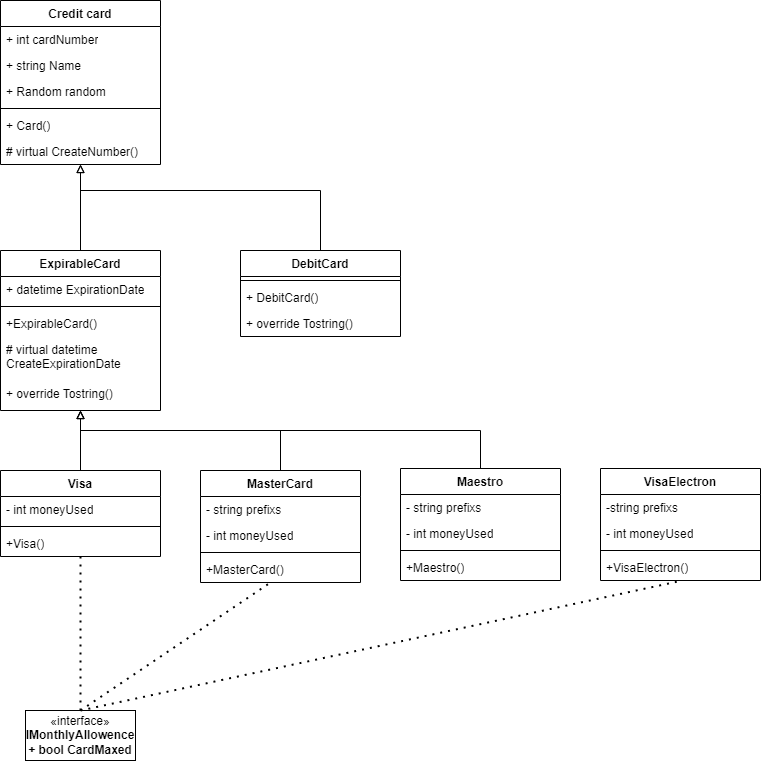 Credit card
+ int cardNumber
+ string Name
+ Random random
+ Card()
# virtual CreateNumber()
ExpirableCard
+ datetime ExpirationDate
+ExpirableCard()
# virtual datetime
CreateExpirationDate
+ override Tostring()
DebitCard
+ DebitCard()
+ override Tostring()
Visa
- int moneyUsed
+Visa()
MasterCard
- string prefixs
- int moneyUsed
+MasterCard()
Maestro
- string prefixs
- int moneyUsed
+Maestro()
VisaElectron
-string prefixs
- int moneyUsed
+VisaElectron()
«interface»
IMonthlyAllowence
+ bool CardMaxed